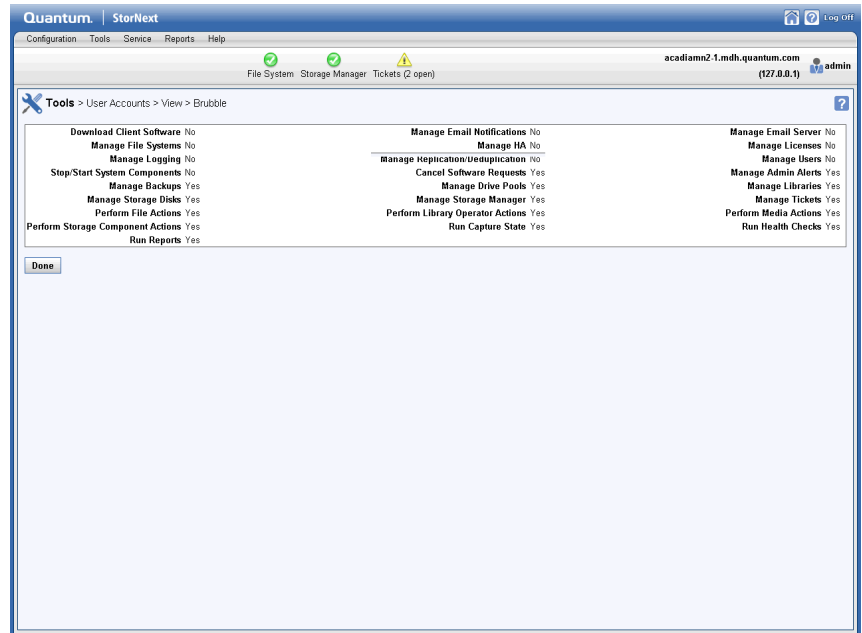 Quantum. StorNext Log Off
Configuration Tools Service Reports Help
File System Storage Manager Tickets (2 open)
acadiamn2-1.mdh.quantum.com
(127.0.0.1)
admin
Tools > User Accounts > View > Brubble
Download Client Software No Manage Email Notifications No Manage Email Server No
Manage File Systems No Manage HA No Manage Licenses No
Manage Logging No Manage Replication/Deduplication No Manage Users No
Stop/Start System Components No Cancel Software Requests Yes Manage Admin Alerts Yes
Manage Backups Yes Manage Drive Pools Yes Manage Libraries Yes
Manage Storage Disks Yes Manage Storage Manager Yes Manage Tickets Yes
Perform File Actions Yes Perform Library Operator Actions Yes Perform Media Actions Yes
Perform Storage Component Actions Yes Run Capture State Yes Run Health Checks Yes
Run Reports Yes
Done